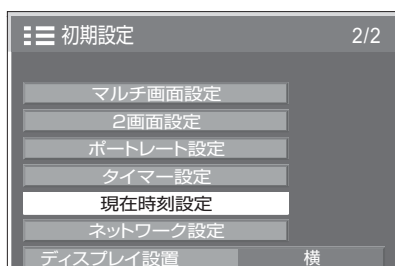 初期設定 2/2
マルチ画面設定
2画面設定
ポートレート設定
タイマー設定
現在時刻設定
ネットワーク設定
ディスプレイ設置 横